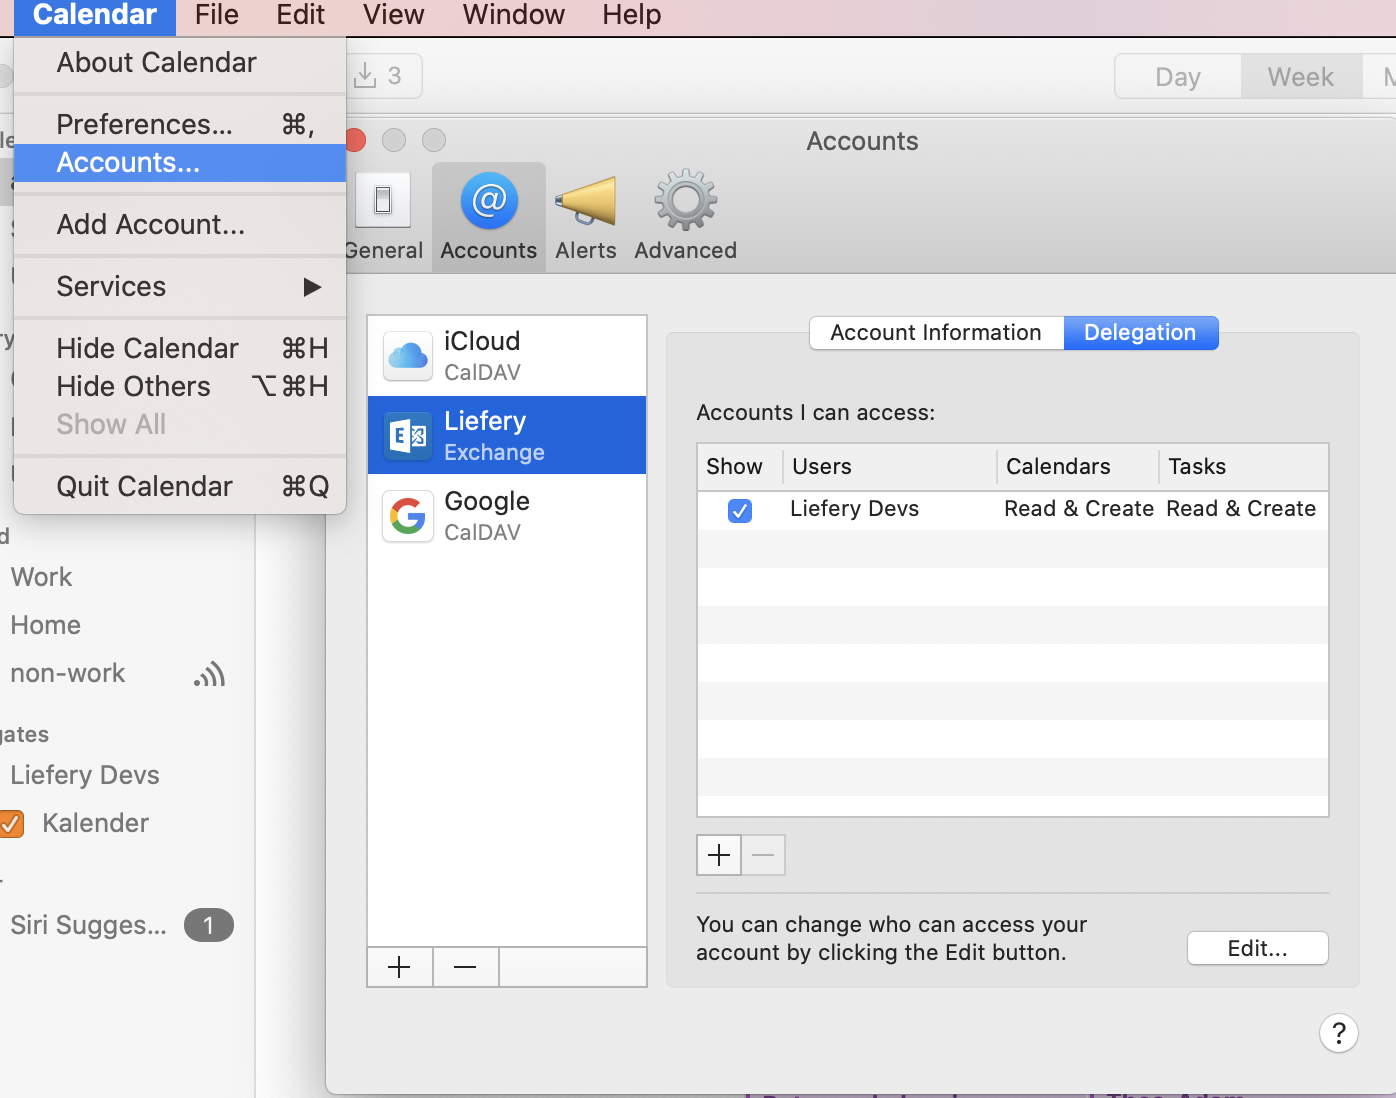 Calendar File Edit View Window Help
About Calendar
Preferences... ⌘,
Accounts...
Add Account...
Services ▶
Hide Calendar ⌘H
Hide Others ⌥⌘H
Show All
Quit Calendar ⌘Q
3
Day Week
Accounts
General Accounts Alerts Advanced
Work
Home
non-work
Liefery Devs
Kalender
Siri Sugges... 1
iCloud
CalDAV
Liefery
Exchange
Google
CalDAV
Account Information Delegation
Accounts I can access:
Show Users Calendars Tasks
Liefery Devs Read & Create Read & Create
+ −
You can change who can access your
account by clicking the Edit button.
Edit...
+ −
?